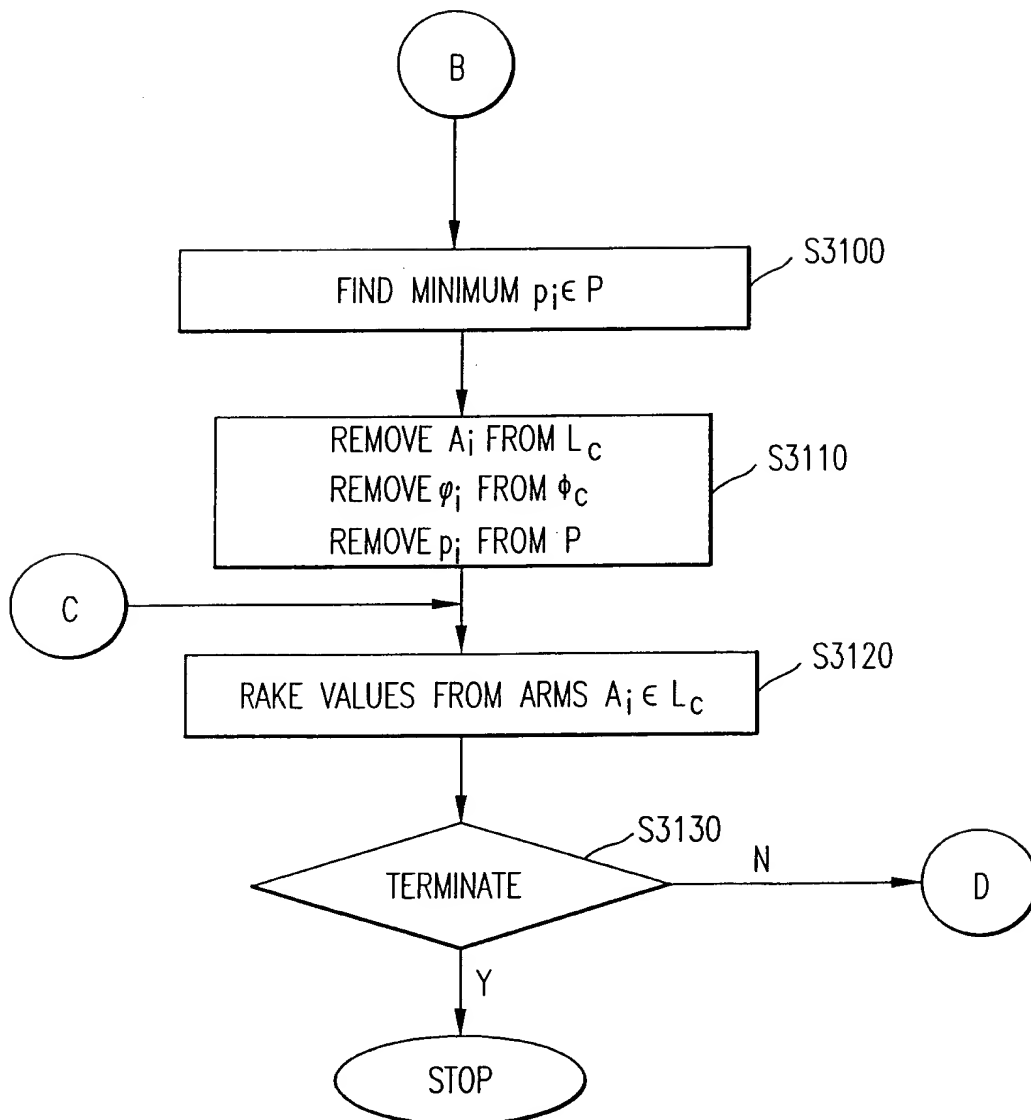 B
S3100
FIND MINIMUM pᵢ ∈ P
REMOVE Aᵢ FROM L_C
REMOVE φᵢ FROM ϕ_C
REMOVE pᵢ FROM P
S3110
C
S3120
RAKE VALUES FROM ARMS Aᵢ ∈ L_C
S3130
TERMINATE
N
D
Y
STOP